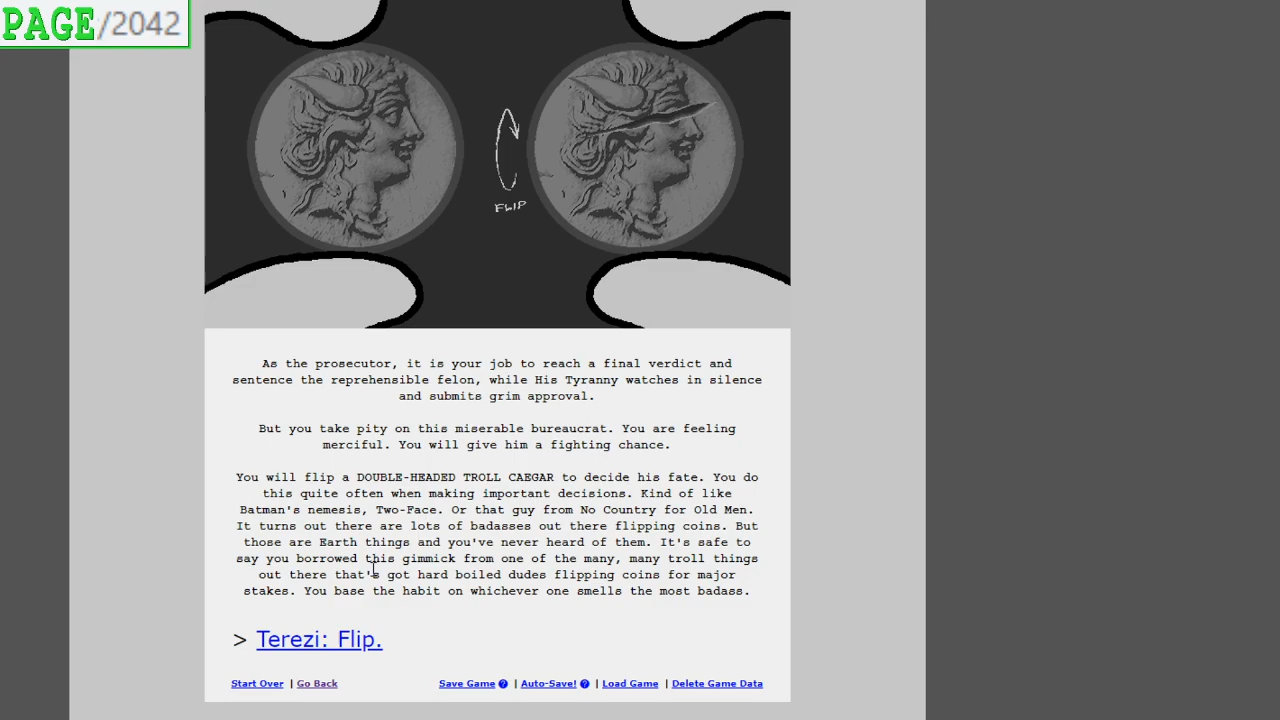 PAGE/2042
FLIP
As the prosecutor, it is your job to reach a final verdict and
sentence the reprehensible felon, while His Tyranny watches in silence
and submits grim approval.
But you take pity on this miserable bureaucrat. You are feeling
merciful. You will give him a fighting chance.
You will flip a DOUBLE-HEADED TROLL CAEGAR to decide his fate. You do
this quite often when making important decisions. Kind of like
Batman's nemesis, Two-Face. Or that guy from No Country for Old Men.
It turns out there are lots of badasses out there flipping coins. But
those are Earth things and you've never heard of them. It's safe to
say you borrowed this gimmick from one of the many, many troll things
out there that's got hard boiled dudes flipping coins for major
stakes. You base the habit on whichever one smells the most badass.
> Terezi: Flip.
Start Over | Go Back Save Game ? | Auto-Save! ? | Load Game | Delete Game Data